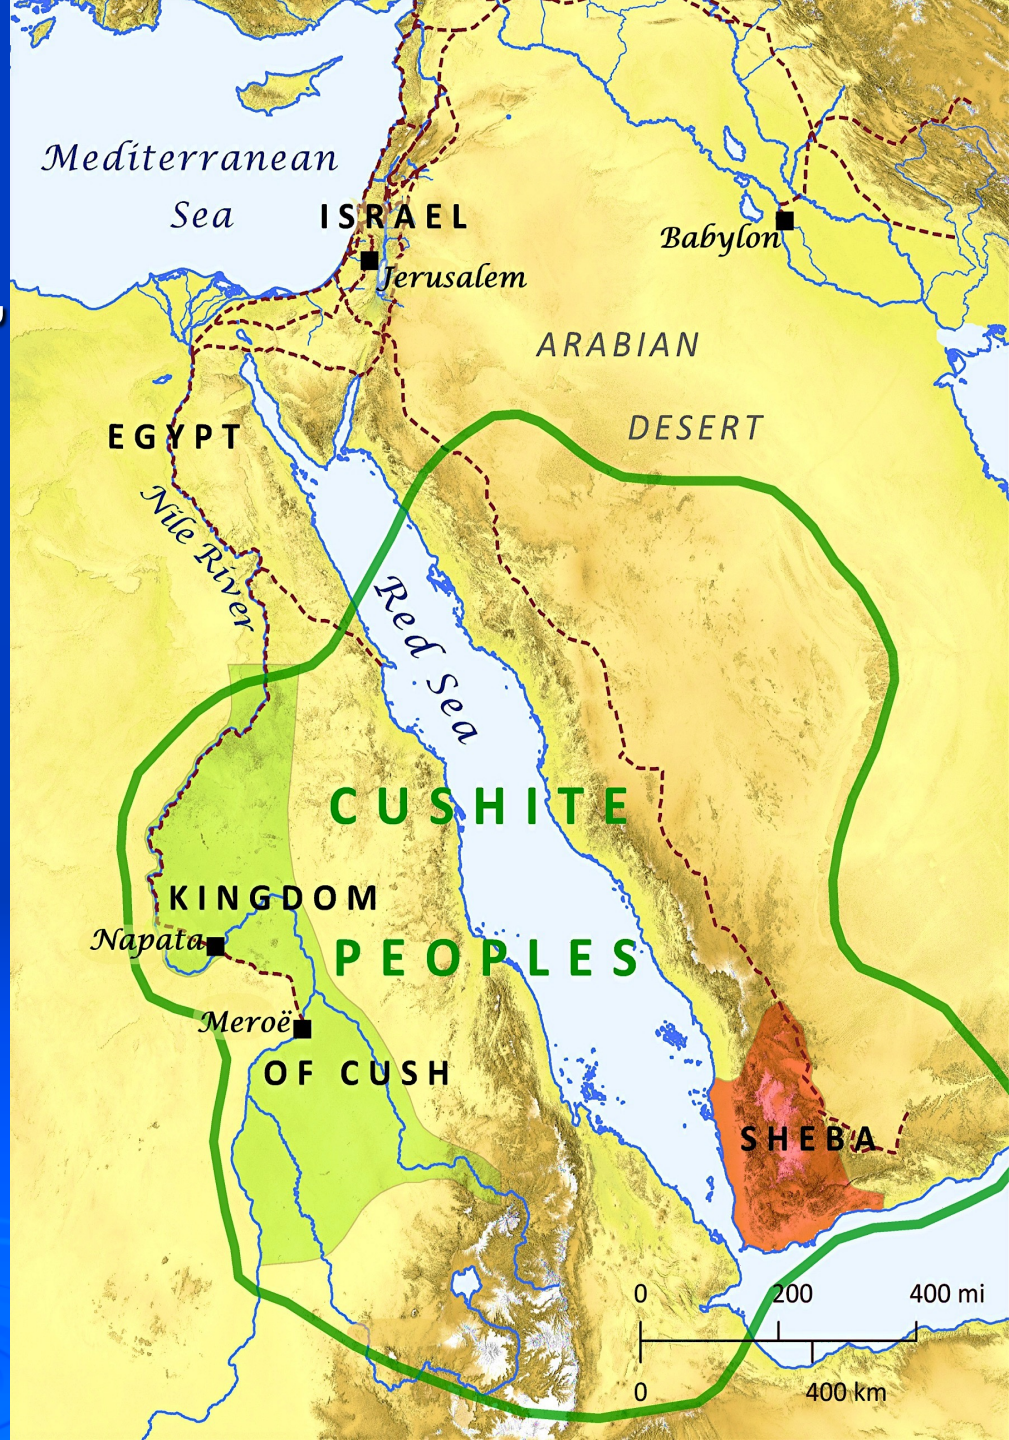 Mediterranean
Sea
ISRAEL
Babylon
Jerusalem
ARABIAN
DESERT
EGYPT
Nile River
Red Sea
CUSHITE
KINGDOM
Napata
PEOPLES
Meroë
OF CUSH
SHEBA
0 200 400 mi
0 400 km